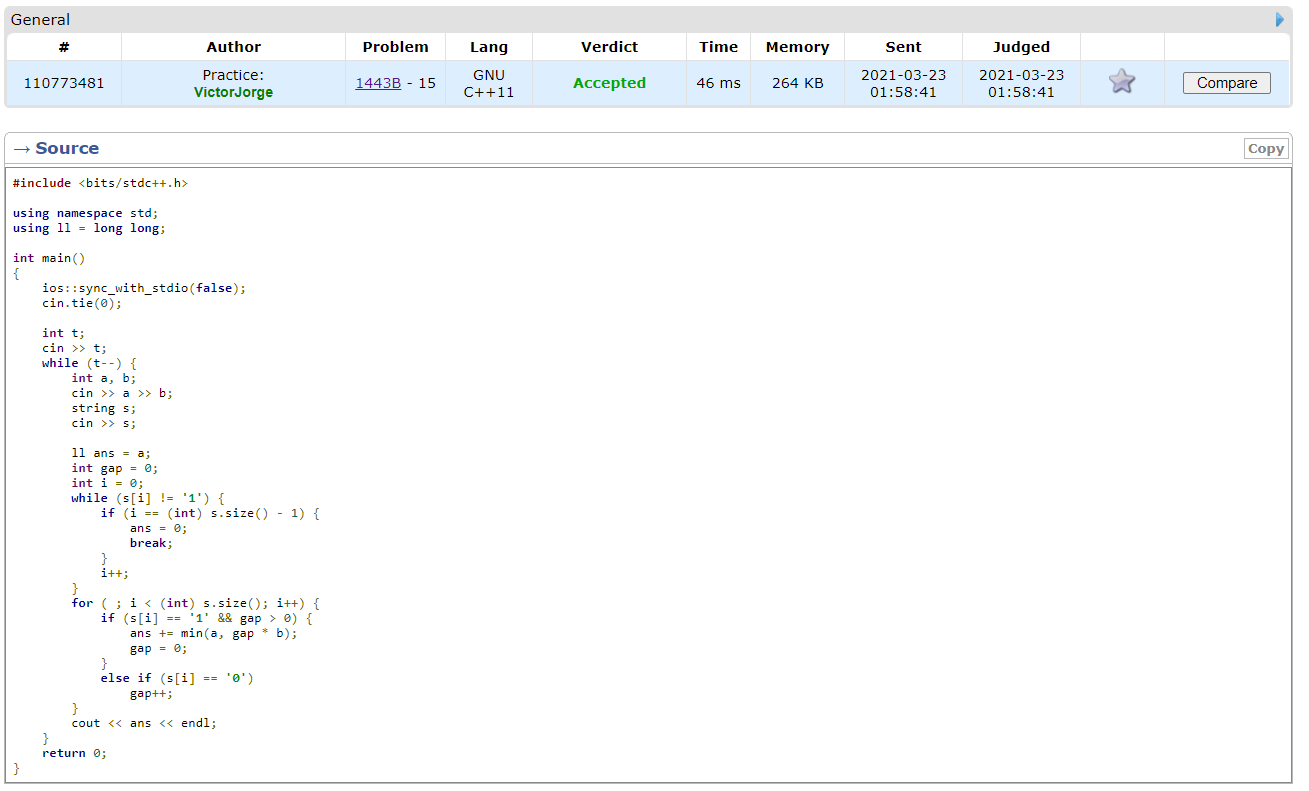 General
# Author Problem Lang Verdict Time Memory Sent Judged
110773481 Practice: VictorJorge 1443B - 15 GNU C++11 Accepted 46 ms 264 KB 2021-03-23 01:58:41 2021-03-23 01:58:41 Compare
→ Source Copy
#include <bits/stdc++.h>

using namespace std;
using ll = long long;

int main()
{
    ios::sync_with_stdio(false);
    cin.tie(0);

    int t;
    cin >> t;
    while (t--) {
        int a, b;
        cin >> a >> b;
        string s;
        cin >> s;

        ll ans = a;
        int gap = 0;
        int i = 0;
        while (s[i] != '1') {
            if (i == (int) s.size() - 1) {
                ans = 0;
                break;
            }
            i++;
        }
        for ( ; i < (int) s.size(); i++) {
            if (s[i] == '1' && gap > 0) {
                ans += min(a, gap * b);
                gap = 0;
            }
            else if (s[i] == '0')
                gap++;
        }
        cout << ans << endl;
    }
    return 0;
}